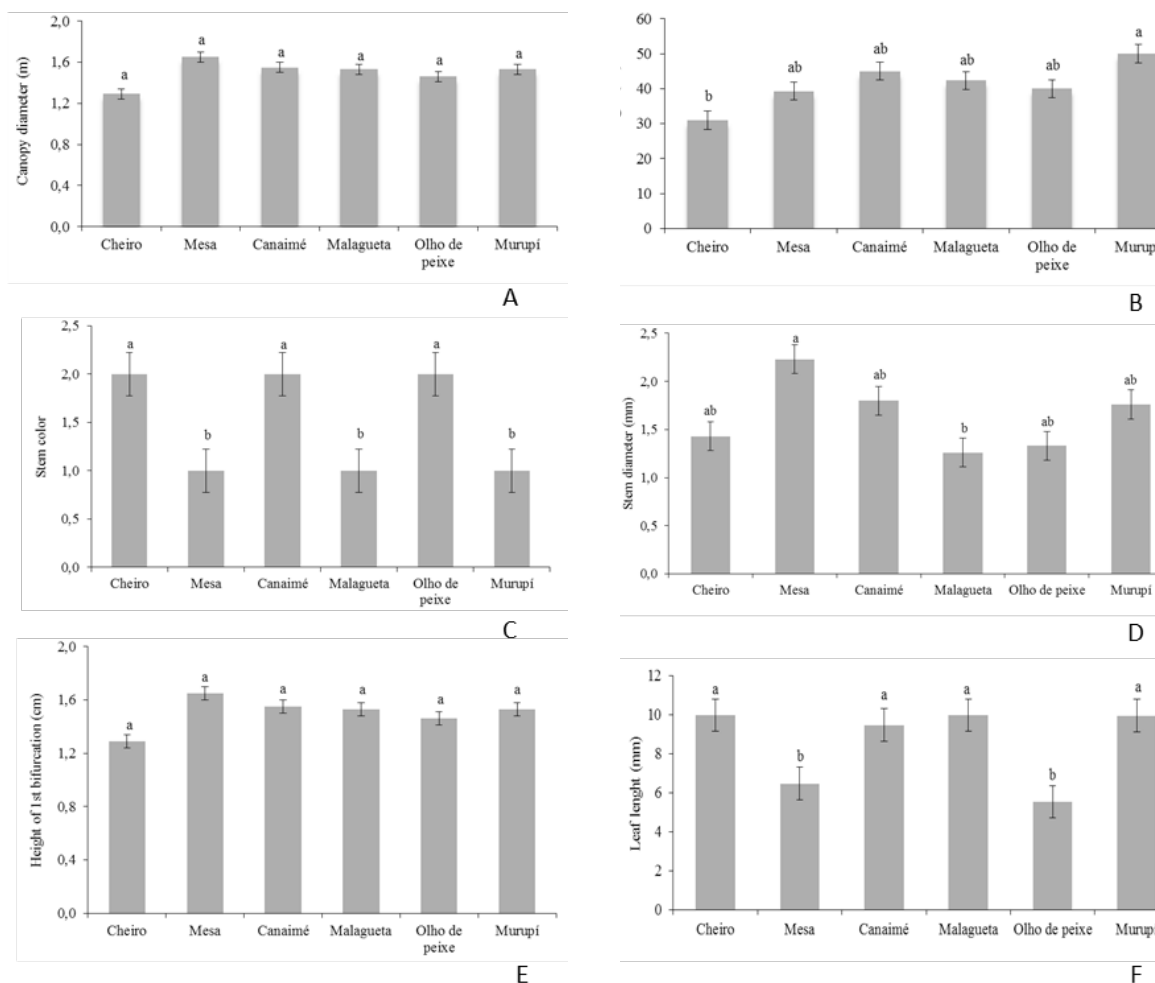 2,0
1,6
1,2
0,8
0,4
0,0
Canopy diameter (m)
a
a
a
a
a
a
Cheiro
Mesa
Canaimé
Malagueta
Olho de
peixe
Murupí
A
60
50
40
30
20
10
0
b
ab
ab
ab
ab
a
Cheiro
Mesa
Canaimé
Malagueta
Olho de
peixe
Murup
B
2,5
2,0
1,5
1,0
0,5
0,0
Stem color
a
b
a
b
a
b
Cheiro
Mesa
Canaimé
Malagueta
Olho de
peixe
Murupí
C
2,5
2,0
1,5
1,0
0,5
0,0
Stem diameter (mm)
ab
a
ab
b
ab
ab
Cheiro
Mesa
Canaimé
Malagueta
Olho de peixe
Murupí
D
2,0
1,6
1,2
0,8
0,4
0,0
Height of 1st bifurcation (cm)
a
a
a
a
a
a
Cheiro
Mesa
Canaimé
Malagueta
Olho de
peixe
Murupí
E
12
10
8
6
4
2
0
Leaf lenght (mm)
a
b
a
a
b
a
Cheiro
Mesa
Canaimé
Malagueta
Olho de peixe
Murupí
F